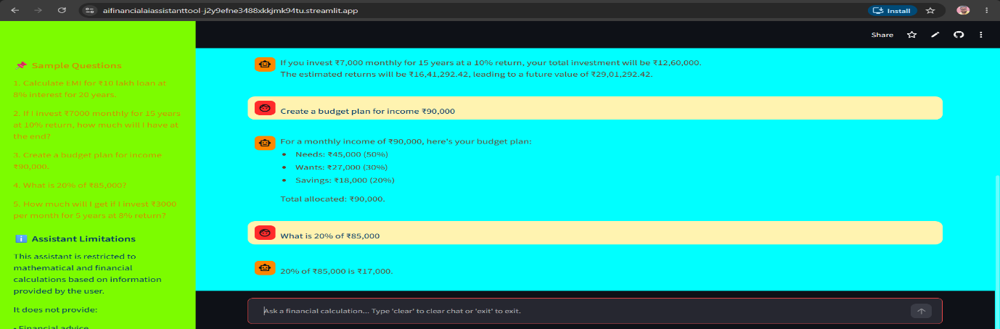 aifinancialaiassistanttool-j2y9efne3488xkkjmk94tu.streamlit.app
Install
Share
📌 Sample Questions
1. Calculate EMI for ₹10 lakh loan at
8% interest for 20 years.
2. If I invest ₹7000 monthly for 15 years
at 10% return, how much will I have at
the end?
3. Create a budget plan for income
₹90,000.
4. What is 20% of ₹85,000?
5. How much will I get if I invest ₹3000
per month for 5 years at 8% return?
ℹ️ Assistant Limitations
This assistant is restricted to
mathematical and financial
calculations based on information
provided by the user.
It does not provide:
- Financial advice
If you invest ₹7,000 monthly for 15 years at a 10% return, your total investment will be ₹12,60,000.
The estimated returns will be ₹16,41,292.42, leading to a future value of ₹29,01,292.42.
Create a budget plan for income ₹90,000
For a monthly income of ₹90,000, here's your budget plan:
• Needs: ₹45,000 (50%)
• Wants: ₹27,000 (30%)
• Savings: ₹18,000 (20%)
Total allocated: ₹90,000.
What is 20% of ₹85,000
20% of ₹85,000 is ₹17,000.
Ask a financial calculation... Type 'clear' to clear chat or 'exit' to exit.